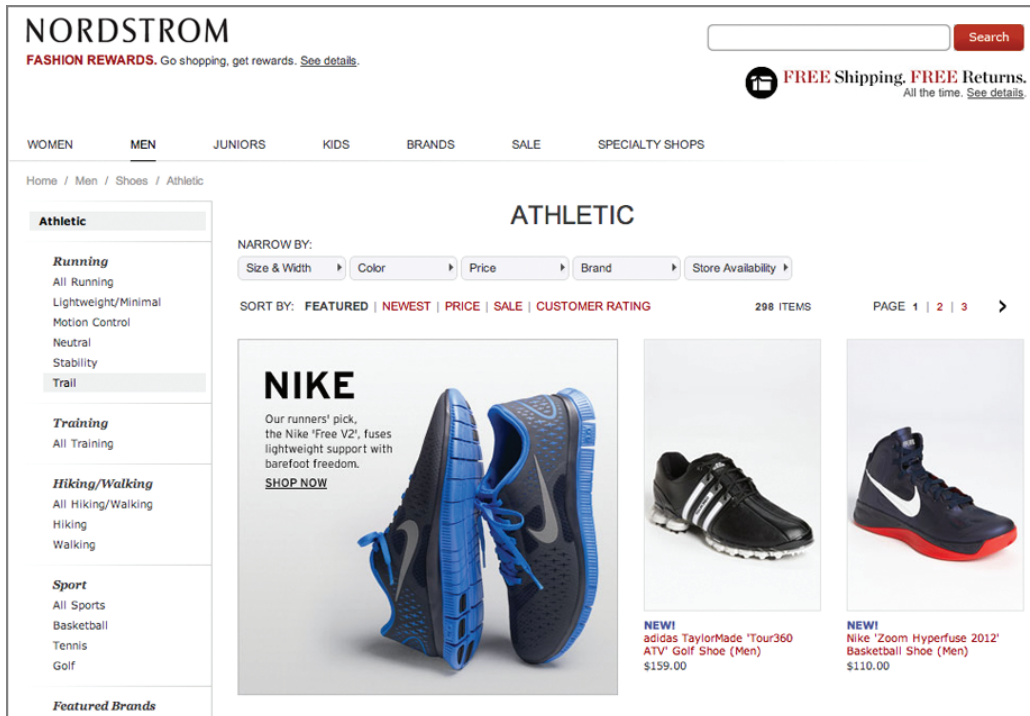 NORDSTROM
FASHION REWARDS. Go shopping, get rewards. See details.
Search
FREE Shipping. FREE Returns.
All the time. See details.
WOMEN MEN JUNIORS KIDS BRANDS SALE SPECIALTY SHOPS
Home / Men / Shoes / Athletic
Athletic
Running
All Running
Lightweight/Minimal
Motion Control
Neutral
Stability
Trail
Training
All Training
Hiking/Walking
All Hiking/Walking
Hiking
Walking
Sport
All Sports
Basketball
Tennis
Golf
Featured Brands
ATHLETIC
NARROW BY:
Size & Width Color Price Brand Store Availability
SORT BY: FEATURED | NEWEST | PRICE | SALE | CUSTOMER RATING 298 ITEMS PAGE 1 | 2 | 3
NIKE
Our runners' pick,
the Nike 'Free V2', fuses
lightweight support with
barefoot freedom.
SHOP NOW
NEW!
adidas TaylorMade 'Tour360
ATV' Golf Shoe (Men)
$159.00
NEW!
Nike 'Zoom Hyperfuse 2012'
Basketball Shoe (Men)
$110.00